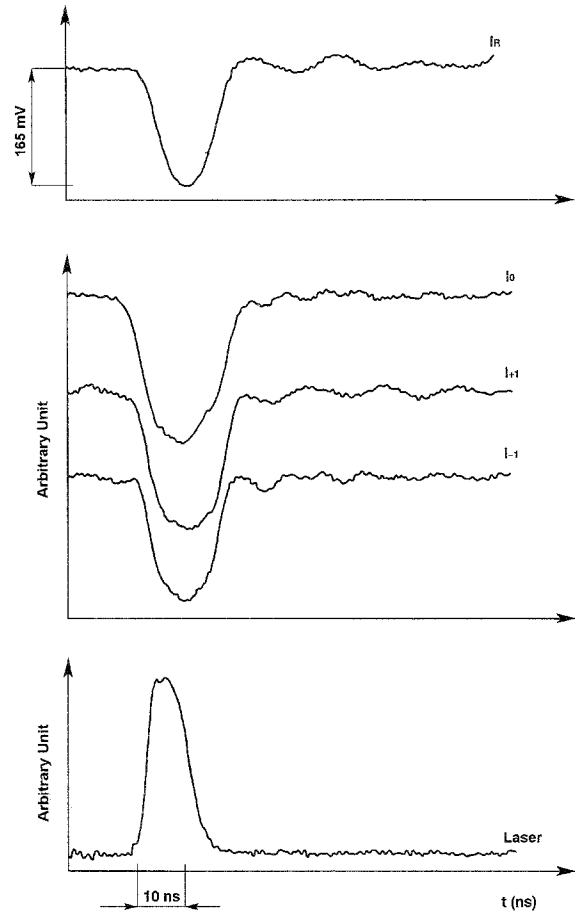 I_R
165 mV
I_0
I_{+1}
I_{-1}
Arbitrary Unit
Arbitrary Unit
Laser
10 ns
t (ns)